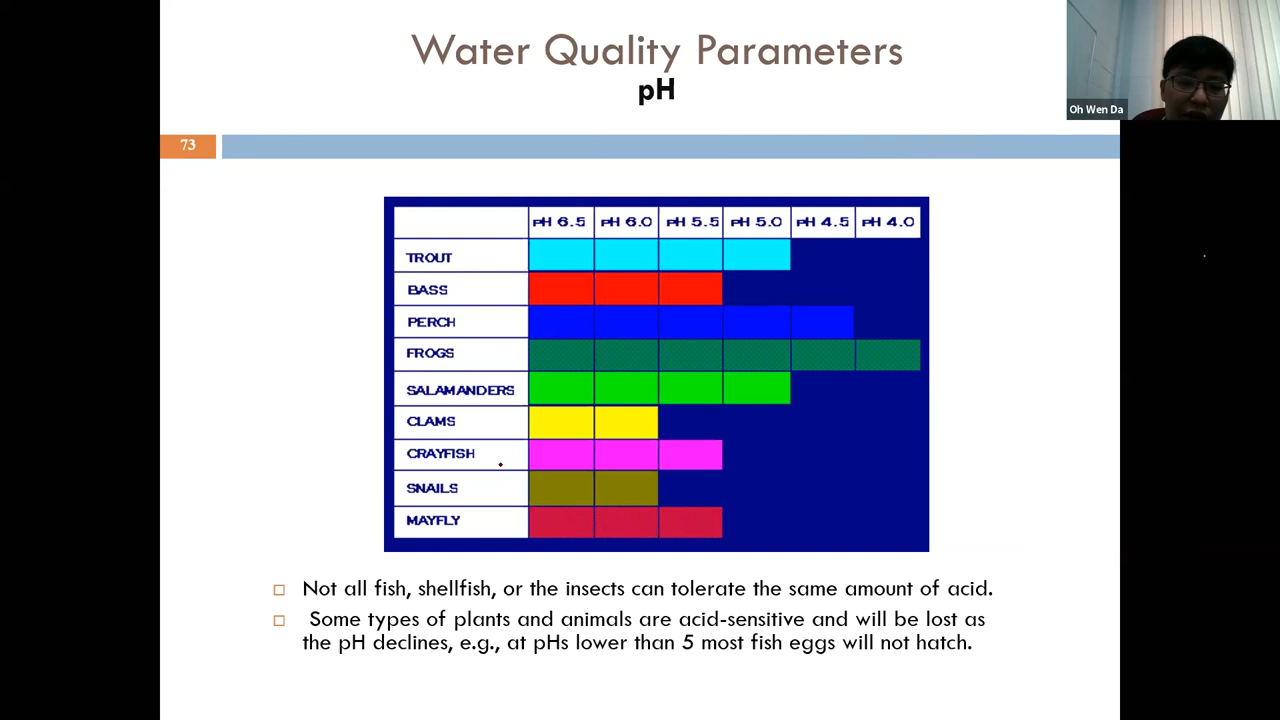 Water Quality Parameters
pH
Oh Wen Da
73
pH 6.5 pH 6.0 pH 5.5 pH 5.0 pH 4.5 pH 4.0
TROUT
BASS
PERCH
FROGS
SALAMANDERS
CLAMS
CRAYFISH
SNAILS
MAYFLY
Not all fish, shellfish, or the insects can tolerate the same amount of acid.
Some types of plants and animals are acid-sensitive and will be lost as
the pH declines, e.g., at pHs lower than 5 most fish eggs will not hatch.